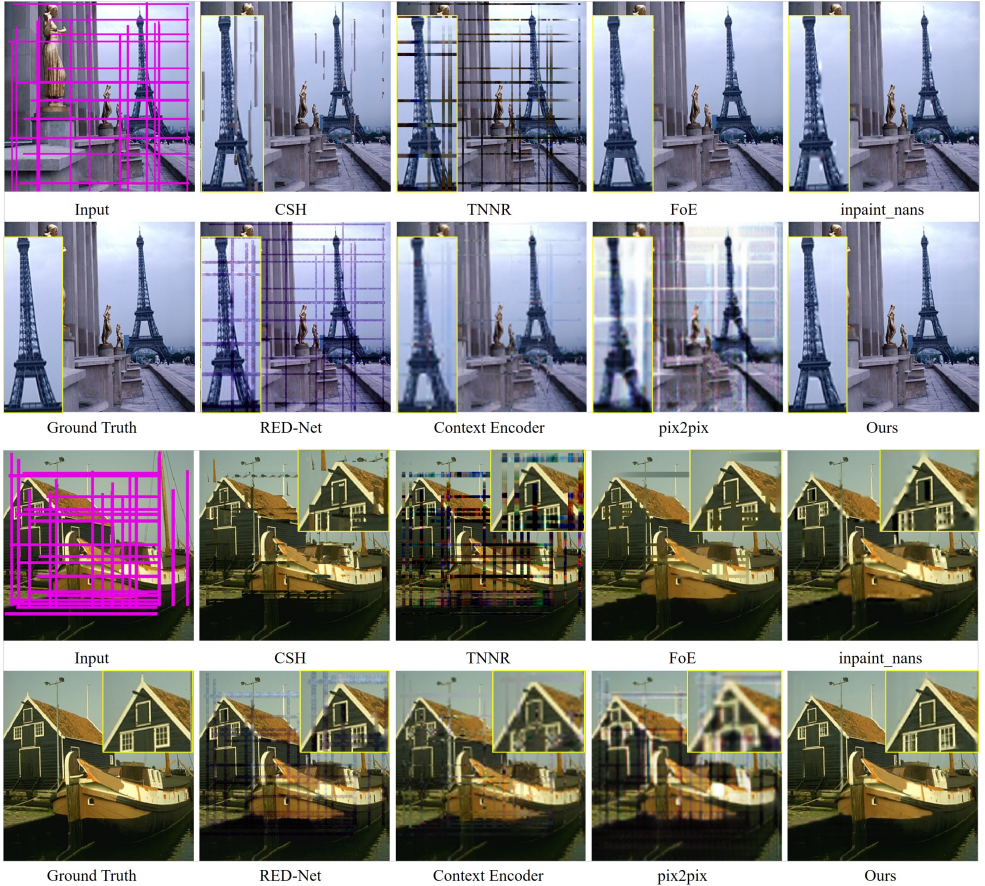 Input CSH TNNR FoE inpaint_nans
Ground Truth RED-Net Context Encoder pix2pix Ours
Input CSH TNNR FoE inpaint_nans
Ground Truth RED-Net Context Encoder pix2pix Ours